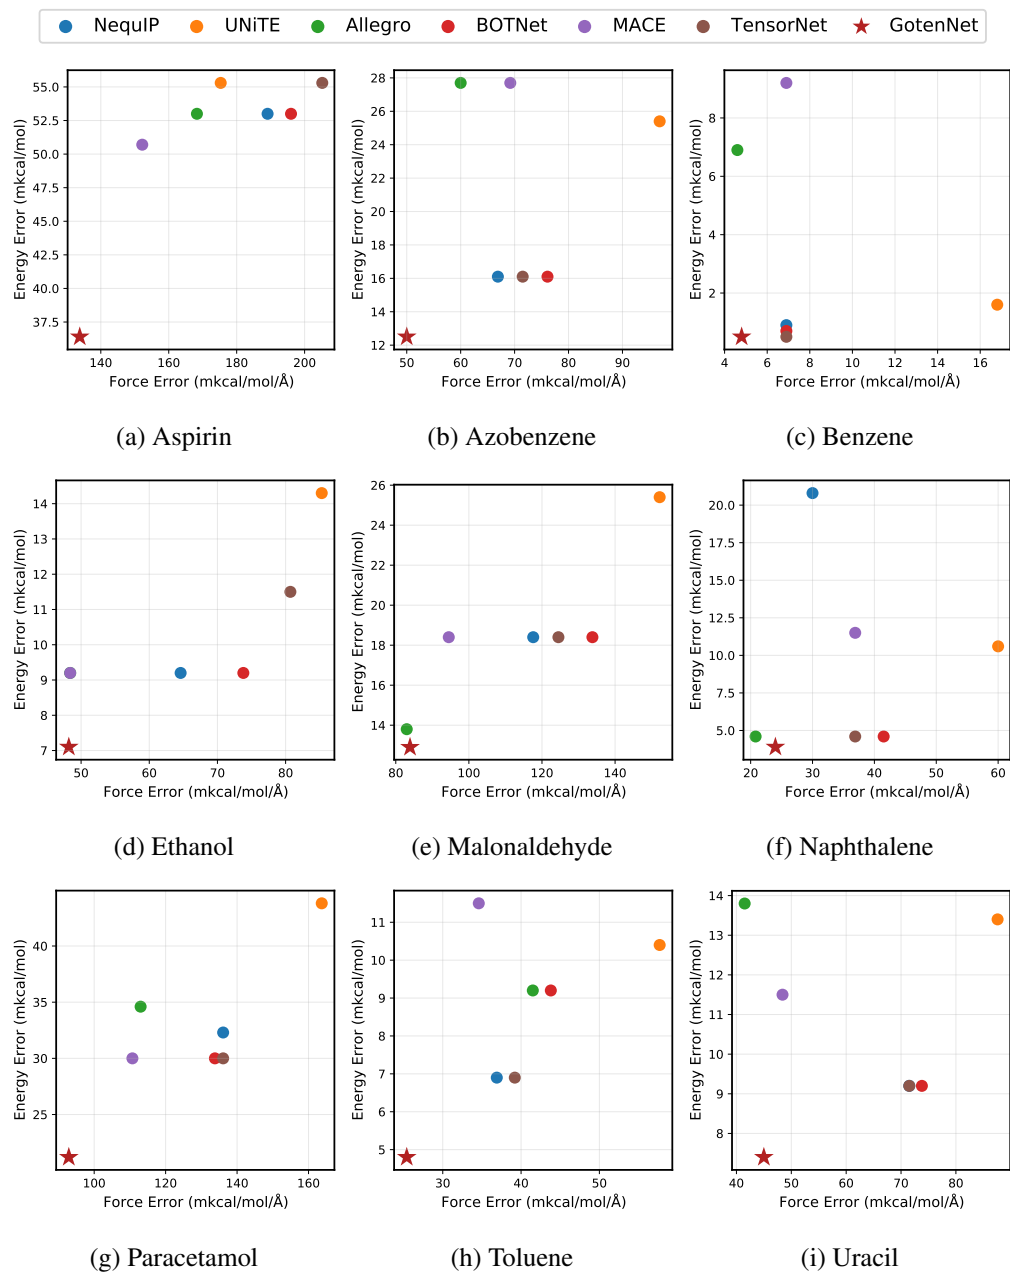 NequIP UNiTE Allegro BOTNet MACE TensorNet GotenNet
55.0
52.5
50.0
47.5
45.0
42.5
40.0
37.5
Energy Error (mkcal/mol)
140 160 180 200
Force Error (mkcal/mol/Å)
(a) Aspirin
28
26
24
22
20
18
16
14
12
Energy Error (mkcal/mol)
50 60 70 80 90
Force Error (mkcal/mol/Å)
(b) Azobenzene
8
6
4
2
Energy Error (mkcal/mol)
4 6 8 10 12 14 16
Force Error (mkcal/mol/Å)
(c) Benzene
14
13
12
11
10
9
8
7
Energy Error (mkcal/mol)
50 60 70 80
Force Error (mkcal/mol/Å)
(d) Ethanol
26
24
22
20
18
16
14
Energy Error (mkcal/mol)
80 100 120 140
Force Error (mkcal/mol/Å)
(e) Malonaldehyde
20.0
17.5
15.0
12.5
10.0
7.5
5.0
Energy Error (mkcal/mol)
20 30 40 50 60
Force Error (mkcal/mol/Å)
(f) Naphthalene
40
35
30
25
Energy Error (mkcal/mol)
100 120 140 160
Force Error (mkcal/mol/Å)
(g) Paracetamol
11
10
9
8
7
6
5
Energy Error (mkcal/mol)
30 40 50
Force Error (mkcal/mol/Å)
(h) Toluene
14
13
12
11
10
9
8
Energy Error (mkcal/mol)
40 50 60 70 80
Force Error (mkcal/mol/Å)
(i) Uracil